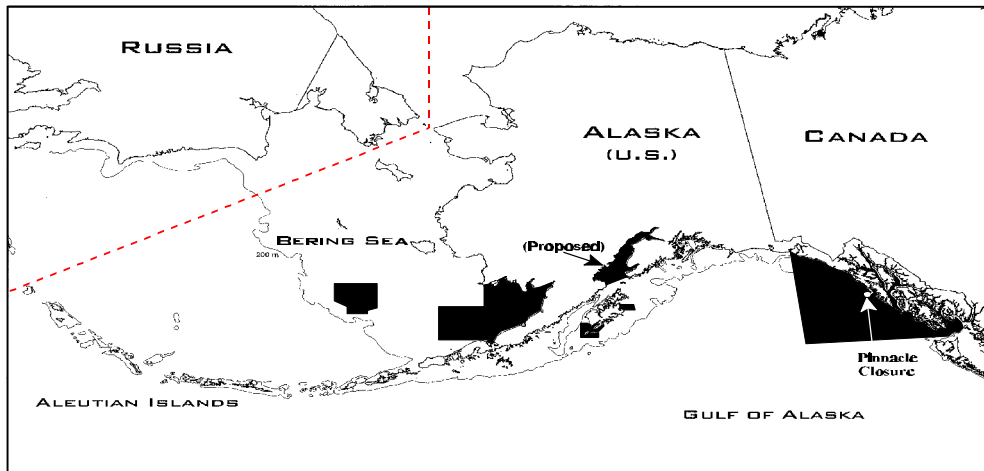 RUSSIA
ALASKA
(U.S.)
CANADA
BERING SEA
200 m
(Proposed)
Pinnacle
Closure
ALEUTIAN ISLANDS
GULF OF ALASKA